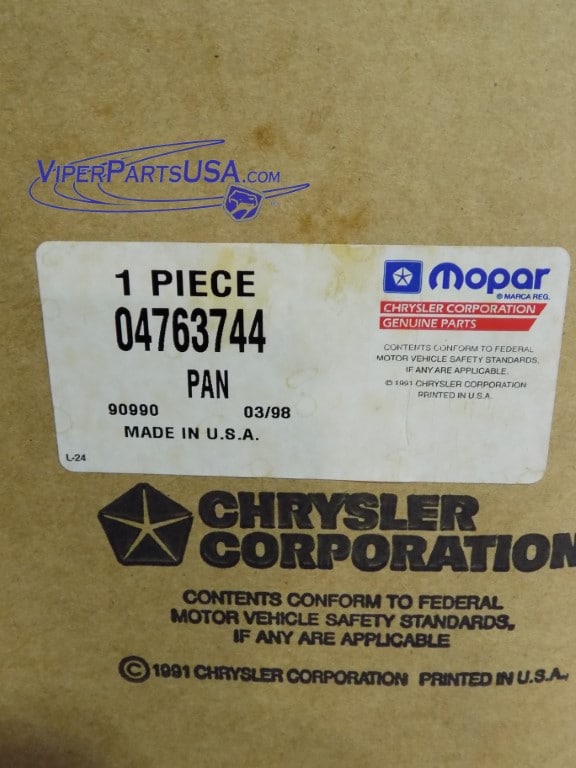 VIPERPARTSUSA.COM
1 PIECE
04763744
PAN
90990 03/98
MADE IN U.S.A.
L-24
Mopar
® MARCA REG.
CHRYSLER CORPORATION
GENUINE PARTS
CONTENTS CONFORM TO FEDERAL
MOTOR VEHICLE SAFETY STANDARDS,
IF ANY ARE APPLICABLE.
© 1991 CHRYSLER CORPORATION
PRINTED IN U.S.A.
CHRYSLER
CORPORATION
CONTENTS CONFORM TO FEDERAL
MOTOR VEHICLE SAFETY STANDARDS,
IF ANY ARE APPLICABLE
© 1991 CHRYSLER CORPORATION PRINTED IN U.S.A.